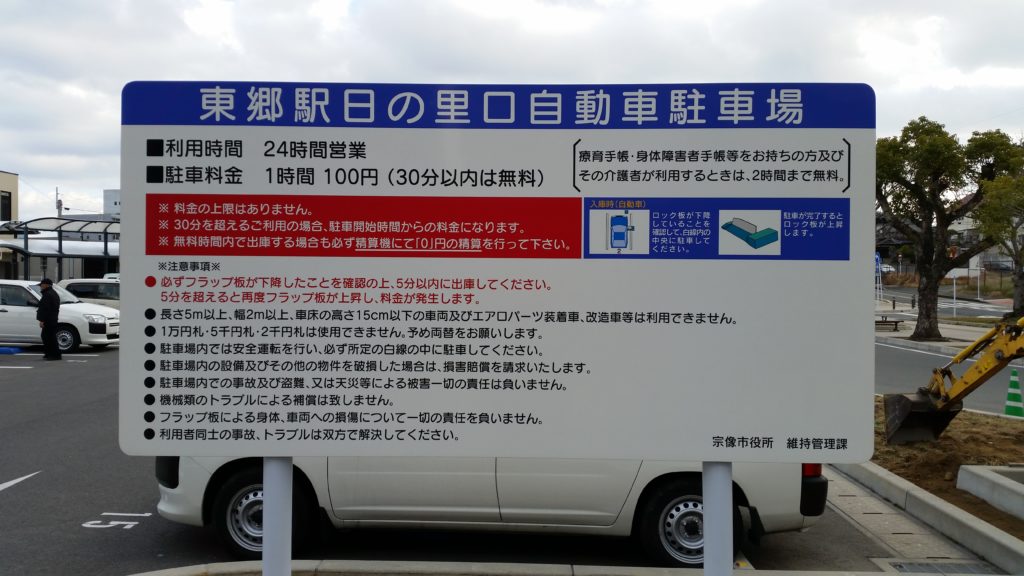 東郷駅日の里口自動車駐車場
■利用時間 24時間営業
■駐車料金 1時間 100円(30分以内は無料)
療育手帳・身体障害者手帳等をお持ちの方及び
その介護者が利用するときは、2時間まで無料。
※ 料金の上限はありません。
※ 30分を超えるご利用の場合、駐車開始時間からの料金になります。
※ 無料時間内で出庫する場合も必ず精算機にて[0]円の精算を行って下さい。
入庫時(自動車)
ロック板が下降
していることを
確認して、白線内の
中央に駐車して
ください。
駐車が完了すると
ロック板が上昇
します。
※注意事項※
●必ずフラップ板が下降したことを確認の上、5分以内に出庫してください。
5分を超えると再度フラップ板が上昇し、料金が発生します。
●長さ5m以上、幅2m以上、車床の高さ15cm以下の車両及びエアロパーツ装着車、改造車等は利用できません。
●1万円札・5千円札・2千円札は使用できません。予め両替をお願いします。
●駐車場内では安全運転を行い、必ず所定の白線の中に駐車してください。
●駐車場内の設備及びその他の物件を破損した場合は、損害賠償を請求いたします。
●駐車場内での事故及び盗難、又は天災等による被害一切の責任は負いません。
●機械類のトラブルによる補償は致しません。
●フラップ板による身体、車両への損傷について一切の責任を負いません。
●利用者同士の事故、トラブルは双方で解決してください。
宗像市役所 維持管理課
15